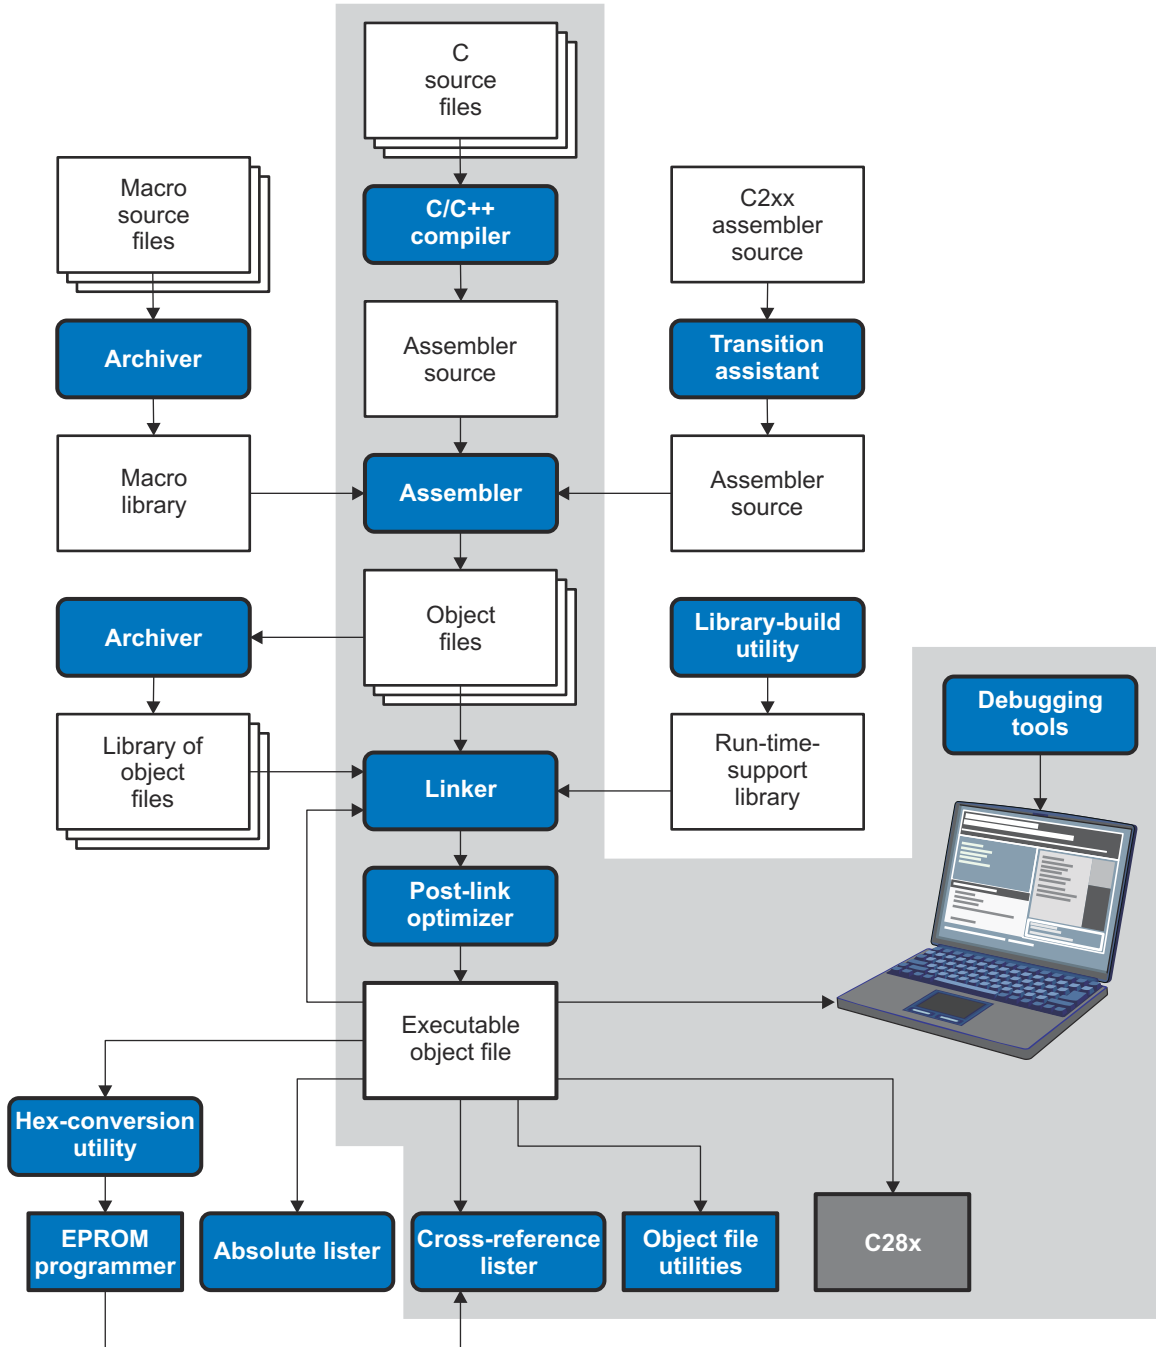 C
source
files
Macro
source
files
C/C++
compiler
C2xx
assembler
source
Archiver
Assembler
source
Transition
assistant
Macro
library
Assembler
Assembler
source
Archiver
Object
files
Library-build
utility
Debugging
tools
Library of
object
files
Linker
Run-time-
support
library
Post-link
optimizer
Executable
object file
Hex-conversion
utility
EPROM
programmer
Absolute lister
Cross-reference
lister
Object file
utilities
C28x